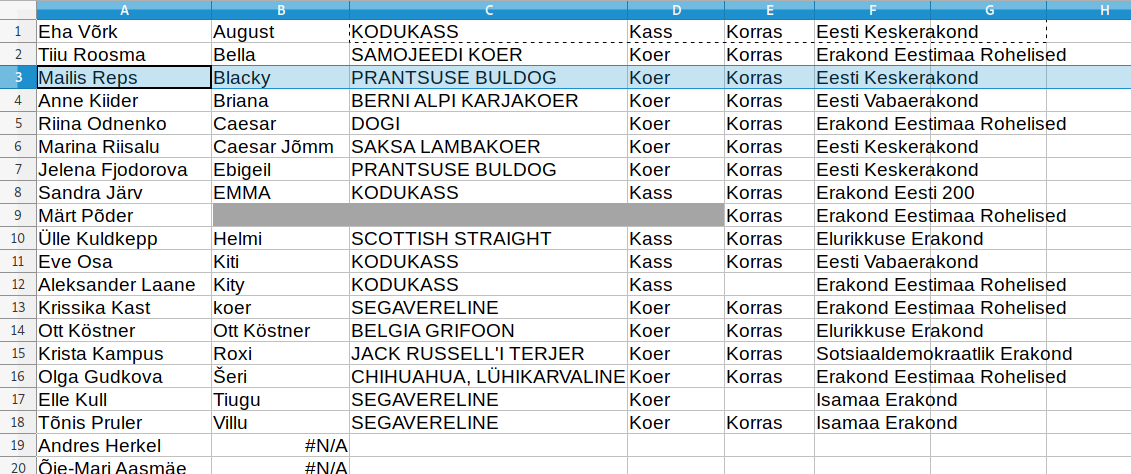 A B C D E F G H
1 Eha Võrk August KODUKASS Kass Korras Eesti Keskerakond
2 Tiiu Roosma Bella SAMOJEEDI KOER Koer Korras Erakond Eestimaa Rohelised
3 Mailis Reps Blacky PRANTSUSE BULDOG Koer Korras Eesti Keskerakond
4 Anne Kiider Briana BERNI ALPI KARJAKOER Koer Korras Eesti Vabaerakond
5 Riina Odnenko Caesar DOGI Koer Korras Erakond Eestimaa Rohelised
6 Marina Riisalu Caesar Jõmm SAKSA LAMBAKOER Koer Korras Eesti Keskerakond
7 Jelena Fjodorova Ebigeil PRANTSUSE BULDOG Koer Korras Eesti Keskerakond
8 Sandra Järv EMMA KODUKASS Kass Korras Erakond Eesti 200
9 Märt Põder Korras Erakond Eestimaa Rohelised
10 Ülle Kuldkepp Helmi SCOTTISH STRAIGHT Kass Korras Elurikkuse Erakond
11 Eve Osa Kiti KODUKASS Kass Korras Eesti Vabaerakond
12 Aleksander Laane Kity KODUKASS Kass Erakond Eestimaa Rohelised
13 Krissika Kast koer SEGAVERELINE Koer Korras Erakond Eestimaa Rohelised
14 Ott Köstner Ott Köstner BELGIA GRIFOON Koer Korras Elurikkuse Erakond
15 Krista Kampus Roxi JACK RUSSELL'I TERJER Koer Korras Sotsiaaldemokraatlik Erakond
16 Olga Gudkova Šeri CHIHUAHUA, LÜHIKARVALINE Koer Korras Erakond Eestimaa Rohelised
17 Elle Kull Tiugu SEGAVERELINE Koer Isamaa Erakond
18 Tõnis Pruler Villu SEGAVERELINE Koer Korras Isamaa Erakond
19 Andres Herkel #N/A
20 Õie-Mari Aasmäe #N/A